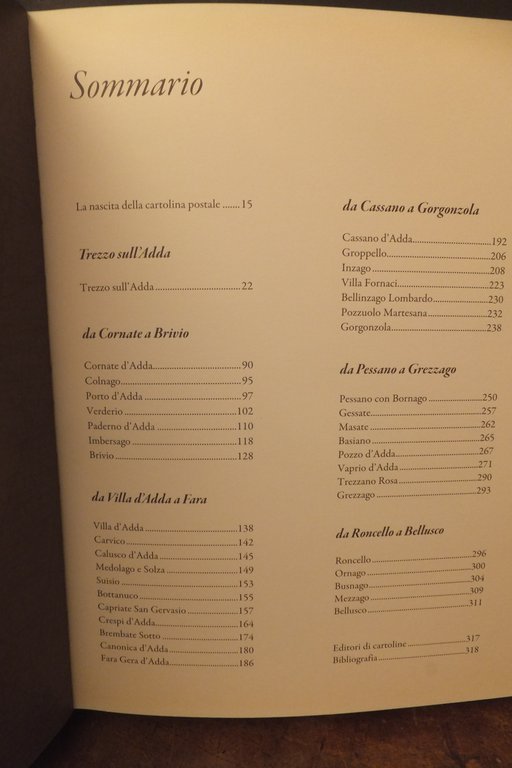 Sommario
La nascita della cartolina postale .......15
Trezzo sull'Adda
Trezzo sull'Adda..............................22
da Cornate a Brivio
Cornate d'Adda................................90
Colnago............................................95
Porto d'Adda ....................................97
Verderio ..........................................102
Paderno d'Adda ..............................110
Imbersago .......................................118
Brivio...............................................128
da Villa d'Adda a Fara
Villa d'Adda ...................................138
Carvico............................................142
Calusco d'Adda ..............................145
Medolago e Solza ...........................149
Suisio ..............................................153
Bottanuco .......................................155
Capriate San Gervasio ....................157
Crespi d'Adda.................................164
Brembate Sotto ..............................174
Canonica d'Adda ............................180
Fara Gera d'Adda............................186
da Cassano a Gorgonzola
Cassano d'Adda..............................192
Groppello........................................206
Inzago .............................................208
Villa Fornaci...................................223
Bellinzago Lombardo......................230
Pozzuolo Martesana .......................232
Gorgonzola......................................238
da Pessano a Grezzago
Pessano con Bornago ......................250
Gessate............................................257
Masate .............................................262
Basiano ............................................265
Pozzo d'Adda..................................267
Vaprio d'Adda ................................271
Trezzano Rosa ................................290
Grezzago .........................................293
da Roncello a Bellusco
Roncello..........................................296
Ornago ............................................300
Busnago...........................................304
Mezzago ..........................................309
Bellusco...........................................311
Editori di cartoline ..........................317
Bibliografia......................................318